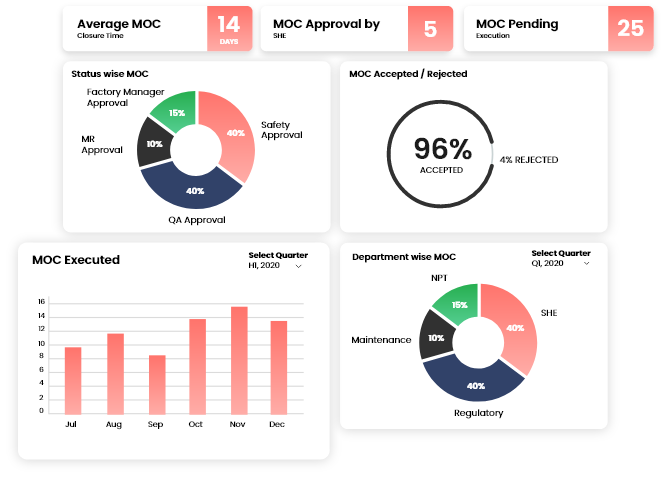 Average MOC
Closure Time
14
DAYS
MOC Approval by
SHE
5
MOC Pending
Execution
25
Status wise MOC
Factory Manager
Approval
15%
40%
Safety
Approval
MR
Approval
10%
40%
QA Approval
MOC Accepted / Rejected
96%
ACCEPTED
4% REJECTED
MOC Executed
Select Quarter
H1, 2020
16
14
12
10
8
6
4
2
0
Jul
Aug
Sep
Oct
Nov
Dec
Department wise MOC
Select Quarter
Q1, 2020
NPT
15%
SHE
40%
Maintenance
10%
40%
Regulatory